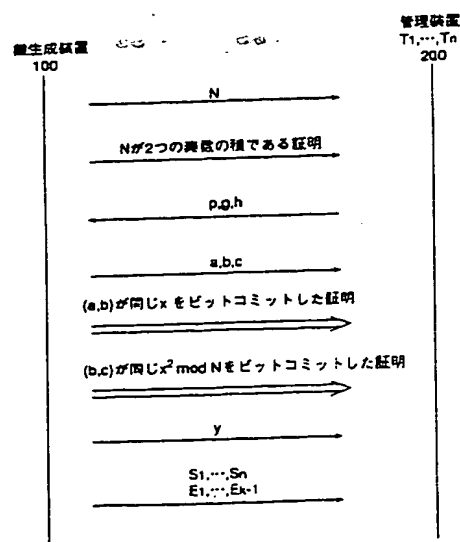 管理装置
鍵生成装置
T1,…,Tn
100
200
N
Nが2つの素数の積である証明
p,g,h
a,b,c
(a,b)が同じx をビットコミットした証明
(b,c)が同じx² mod Nをビットコミットした証明
y
S1,…,Sn
E1,…,Ek-1